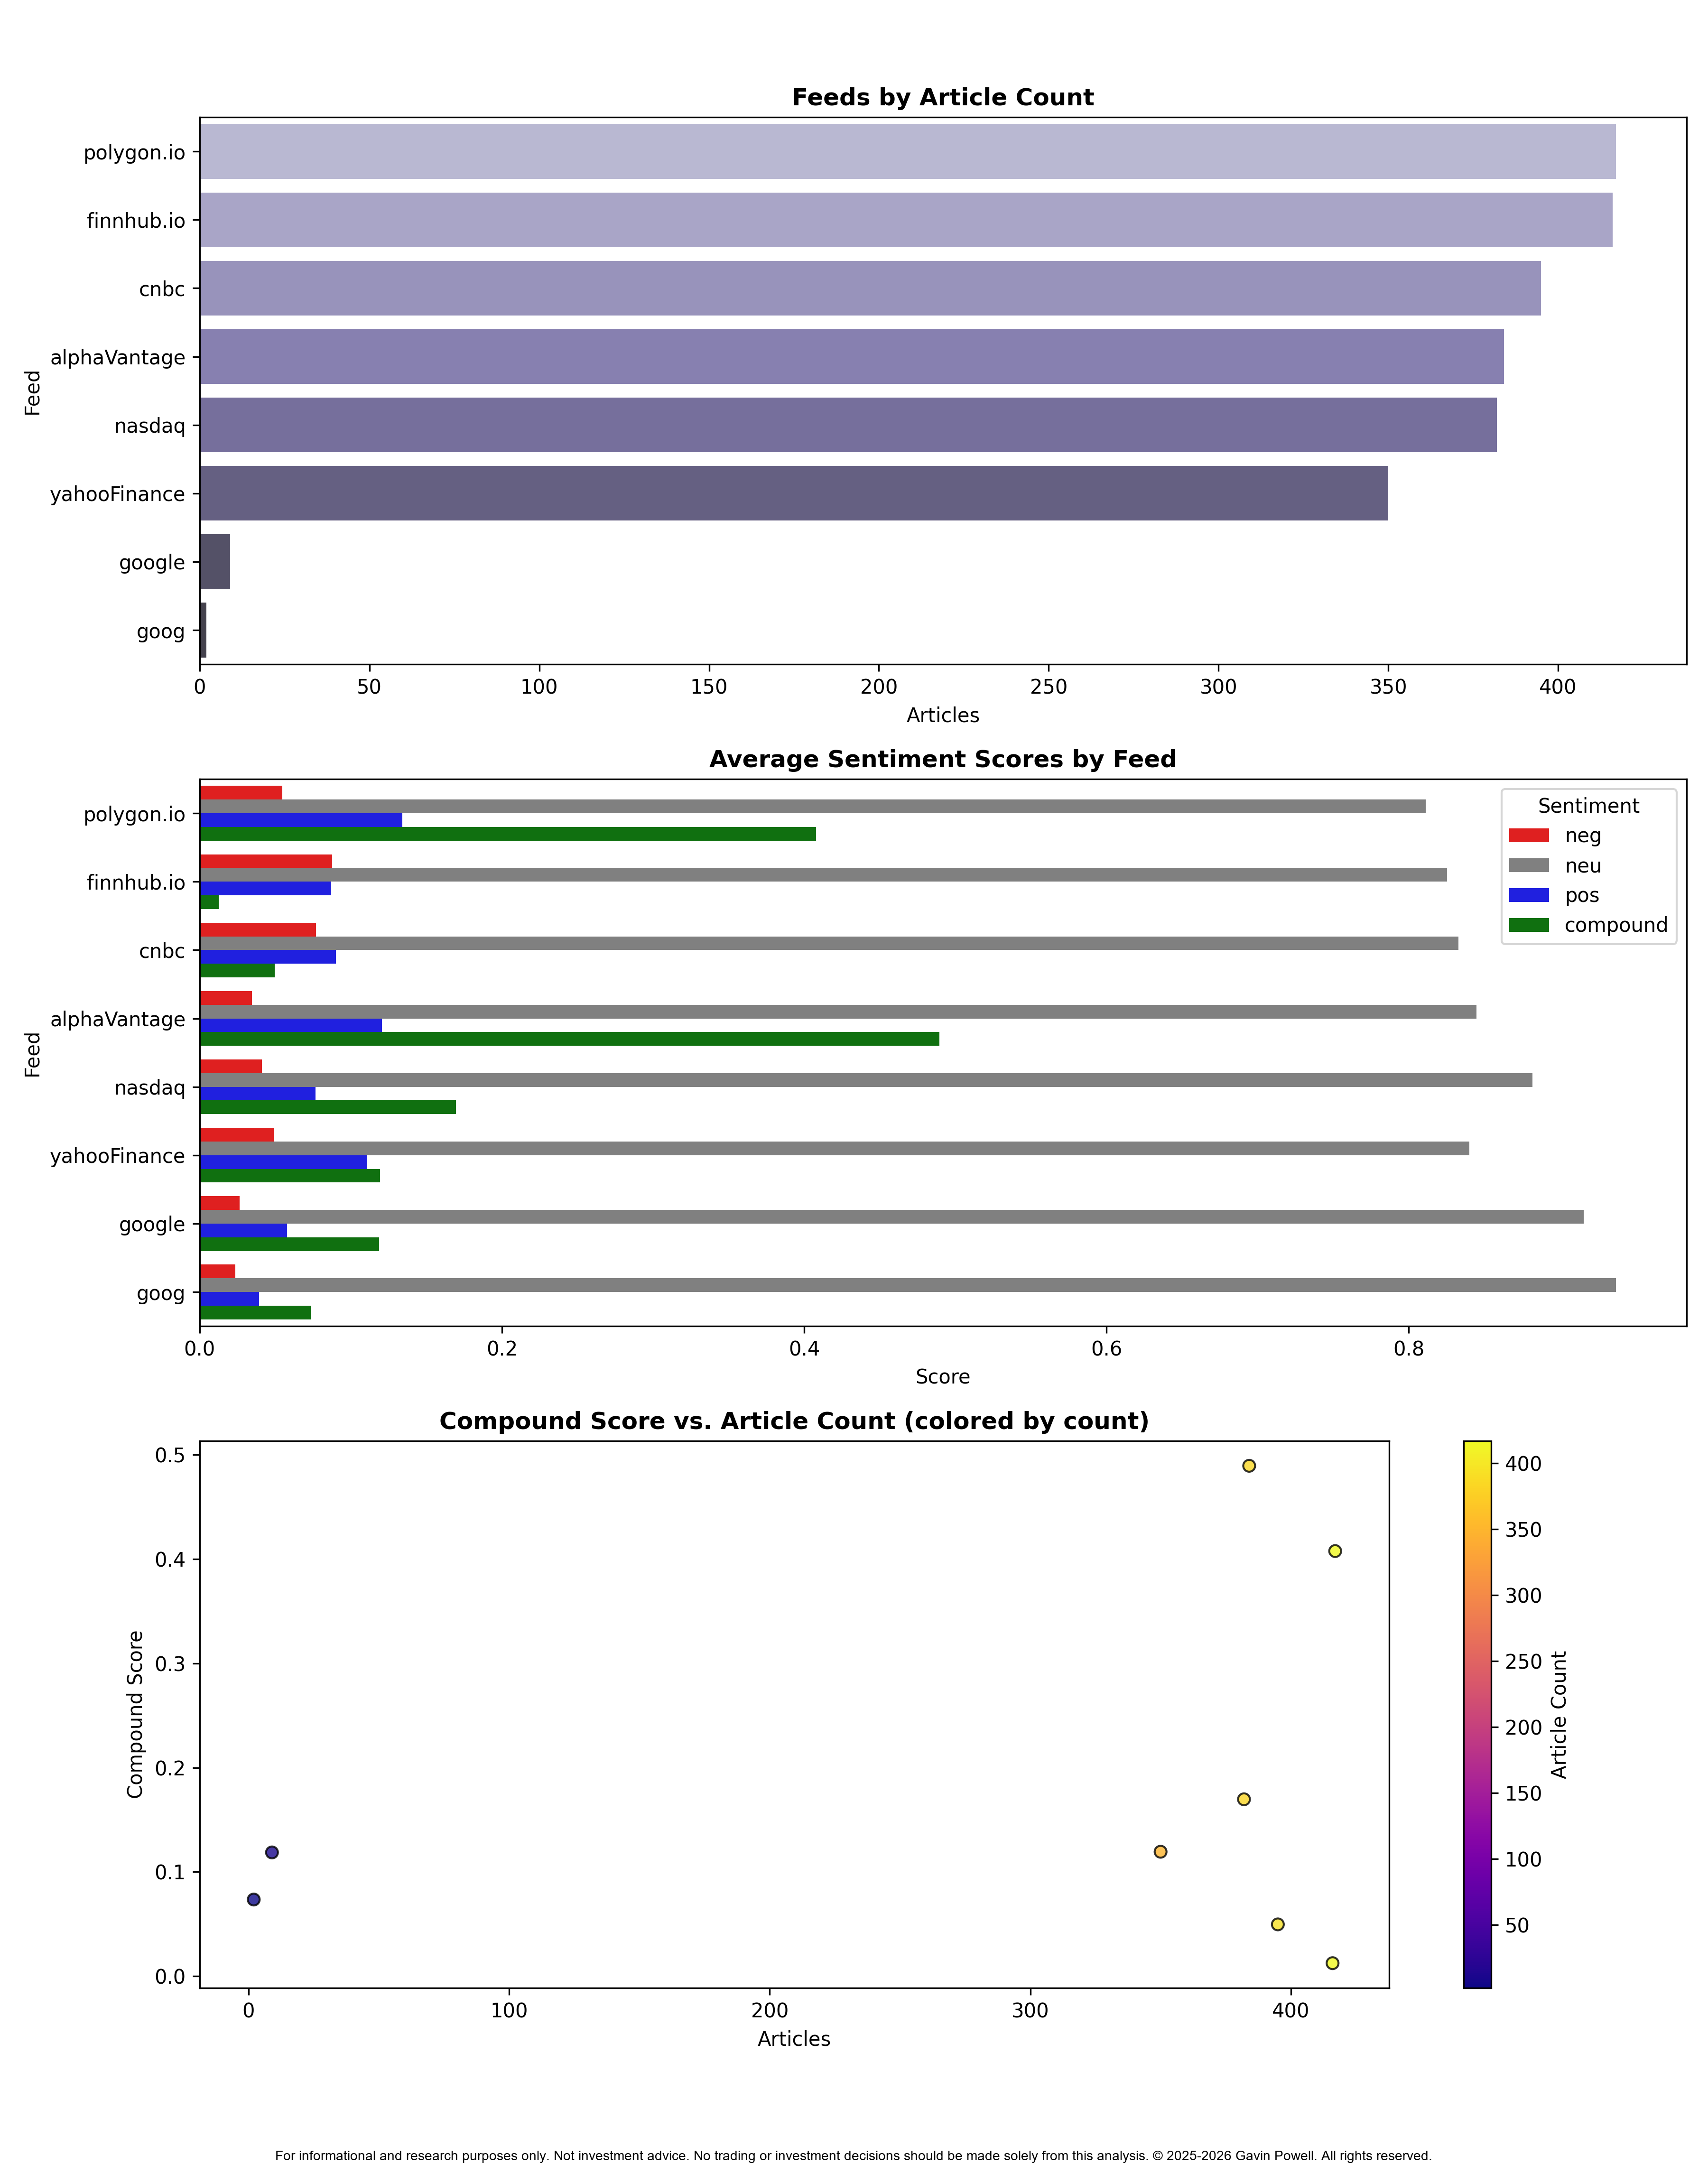 Feeds by Article Count
Feed
polygon.io
finnhub.io
cnbc
alphaVantage
nasdaq
yahooFinance
google
goog
0 50 100 150 200 250 300 350 400
Articles
Average Sentiment Scores by Feed
Feed
polygon.io
finnhub.io
cnbc
alphaVantage
nasdaq
yahooFinance
google
goog
Sentiment
neg
neu
pos
compound
0.0 0.2 0.4 0.6 0.8
Score
Compound Score vs. Article Count (colored by count)
Compound Score
0.5
0.4
0.3
0.2
0.1
0.0
0 100 200 300 400
Articles
400
350
300
250
200
150
100
50
Article Count
For informational and research purposes only. Not investment advice. No trading or investment decisions should be made solely from this analysis. © 2025-2026 Gavin Powell. All rights reserved.